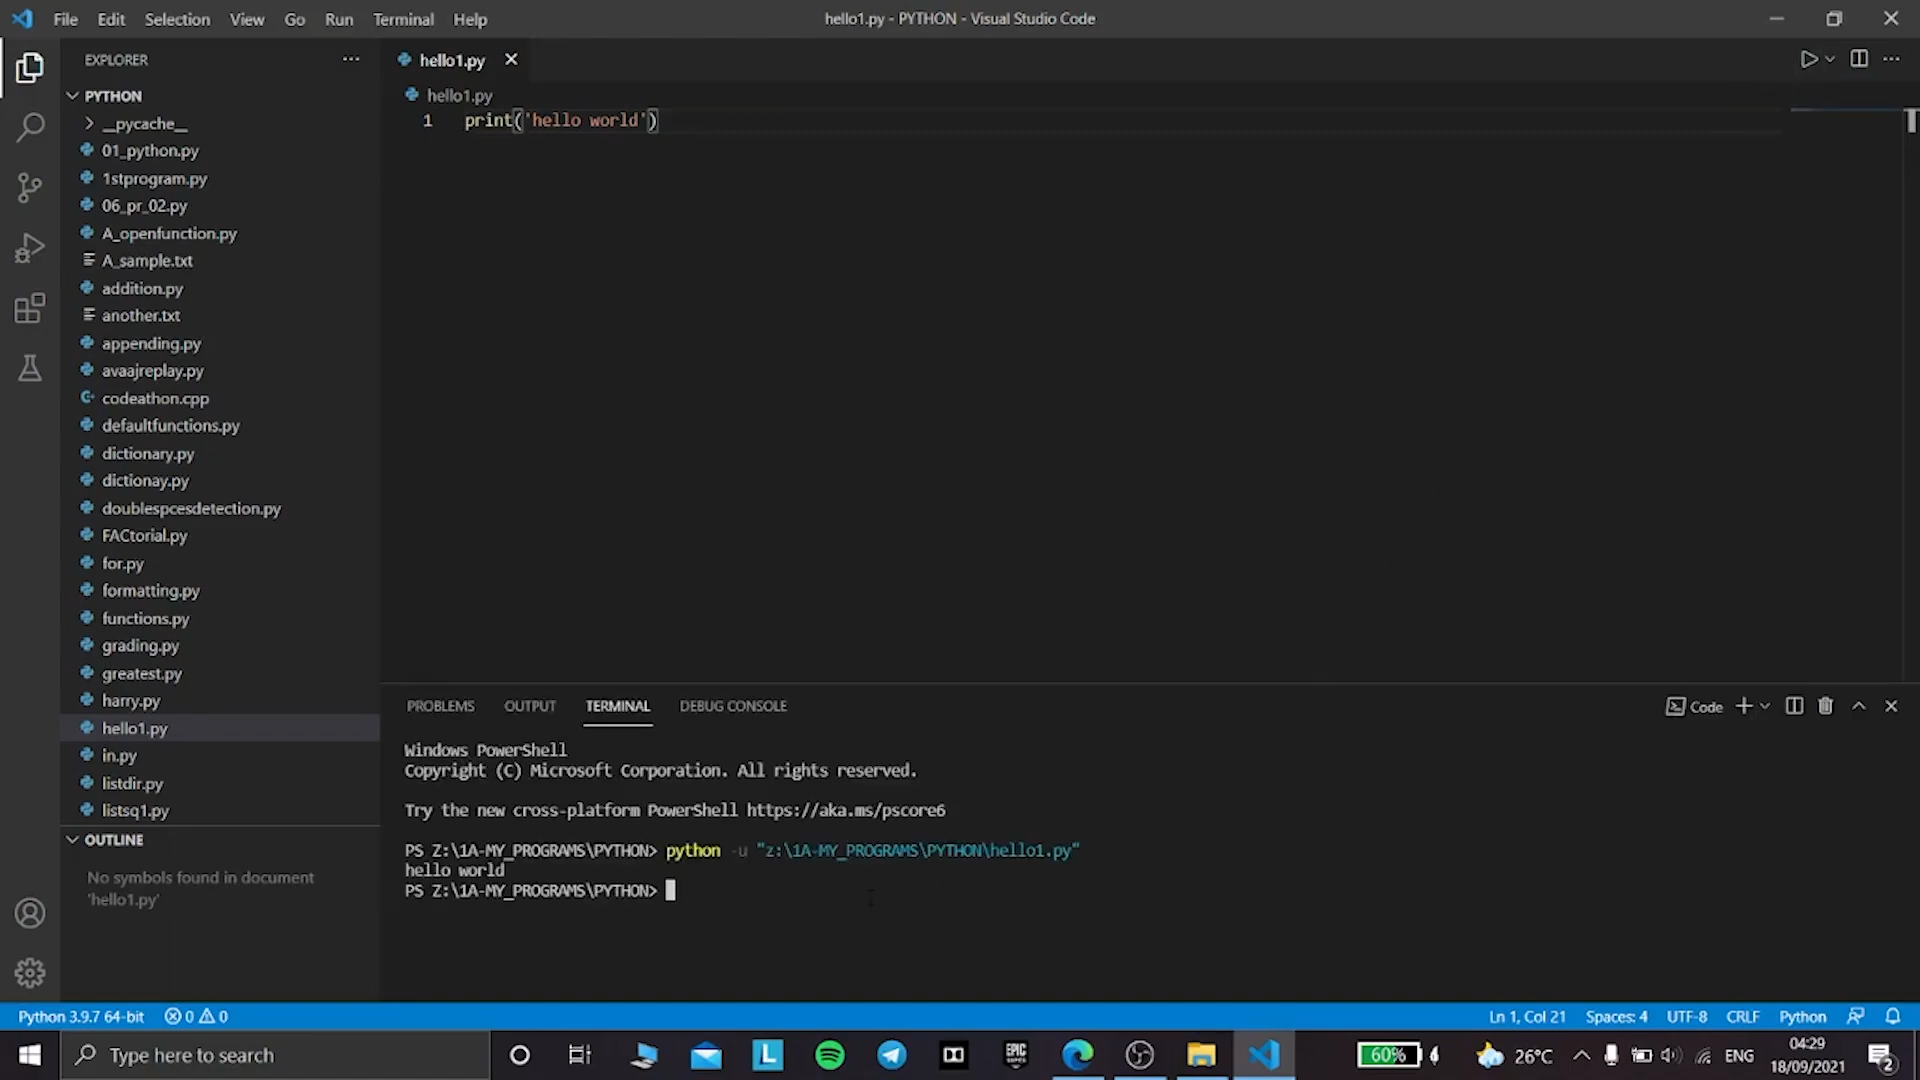 File Edit Selection View Go Run Terminal Help
hello1.py - PYTHON - Visual Studio Code
EXPLORER
PYTHON
__pycache__
01_python.py
1stprogram.py
06_pr_02.py
A_openfunction.py
A_sample.txt
addition.py
another.txt
appending.py
avaajreplay.py
codeathon.cpp
defaultfunctions.py
dictionary.py
dictionay.py
doublespcesdetection.py
FACtorial.py
for.py
formatting.py
functions.py
grading.py
greatest.py
harry.py
hello1.py
in.py
listdir.py
listsq1.py
OUTLINE
No symbols found in document
'hello1.py'
hello1.py
hello1.py
1 print('hello world')
PROBLEMS OUTPUT TERMINAL DEBUG CONSOLE
Code
Windows PowerShell
Copyright (C) Microsoft Corporation. All rights reserved.
Try the new cross-platform PowerShell https://aka.ms/pscore6
PS Z:\1A-MY_PROGRAMS\PYTHON> python -u "z:\1A-MY_PROGRAMS\PYTHON\hello1.py"
hello world
PS Z:\1A-MY_PROGRAMS\PYTHON>
Python 3.9.7 64-bit 0 0
Ln 1, Col 21 Spaces: 4 UTF-8 CRLF Python
Type here to search
L
EPIC
GAMES
60%
26°C
ENG
04:29
18/09/2021
2